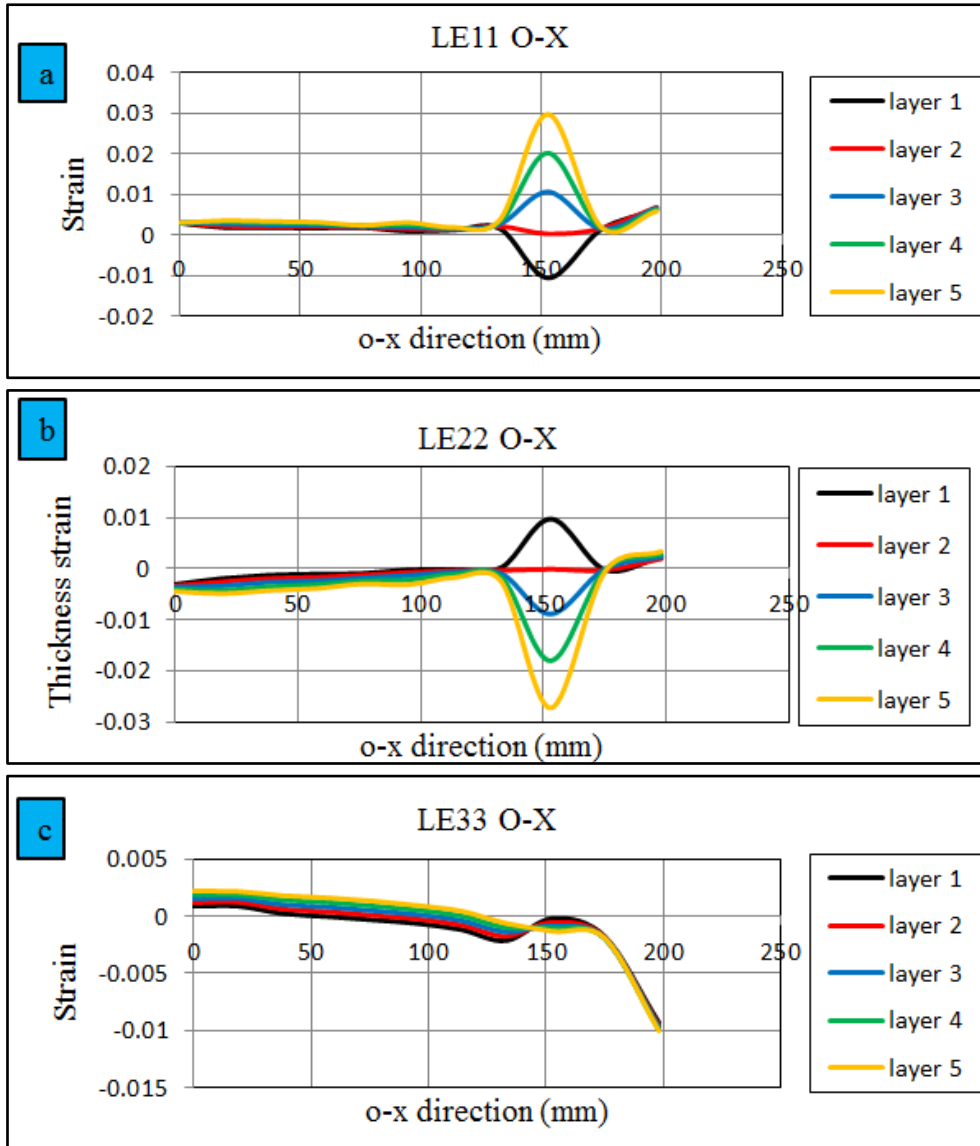 a
LE11 O-X
0.04
0.03
0.02
0.01
0
-0.01
-0.02
0 50 100 150 200 250
Strain
o-x direction (mm)
layer 1
layer 2
layer 3
layer 4
layer 5
b
LE22 O-X
0.02
0.01
0
-0.01
-0.02
-0.03
0 50 100 150 200 250
Thickness strain
o-x direction (mm)
layer 1
layer 2
layer 3
layer 4
layer 5
c
LE33 O-X
0.005
0
-0.005
-0.01
-0.015
0 50 100 150 200 250
Strain
o-x direction (mm)
layer 1
layer 2
layer 3
layer 4
layer 5